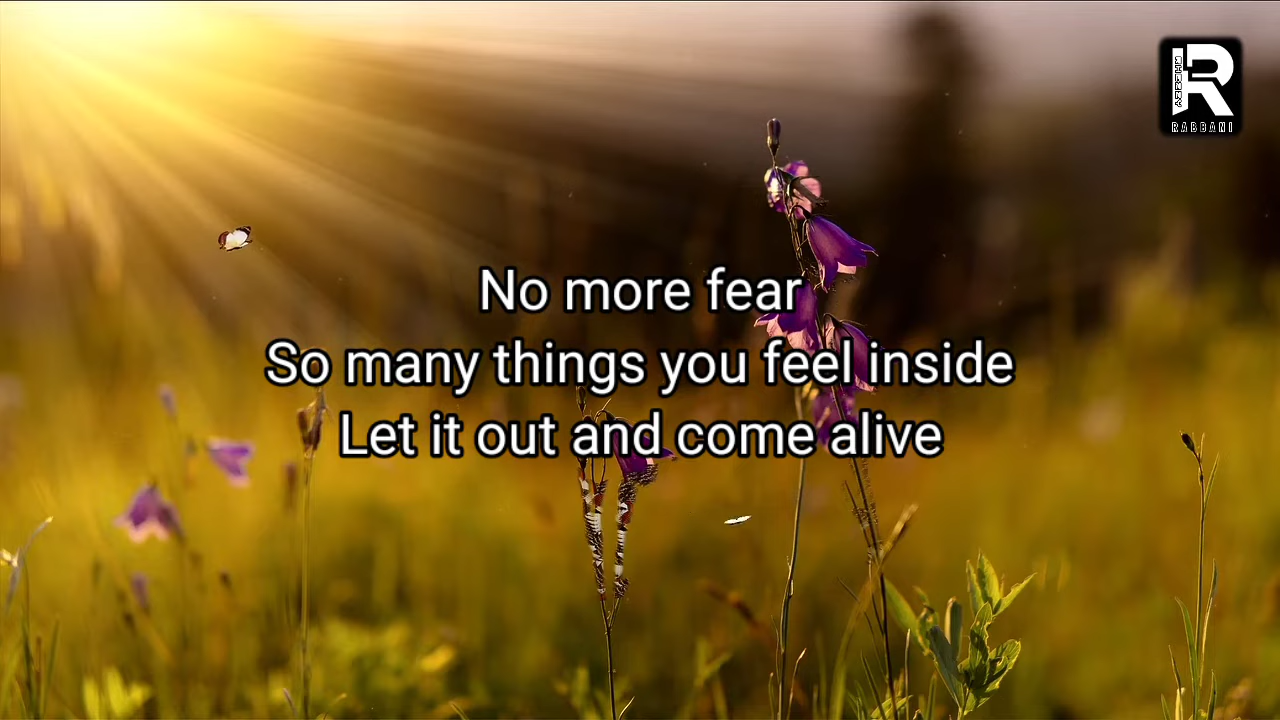 No more fear
So many things you feel inside
Let it out and come alive
RABBANI